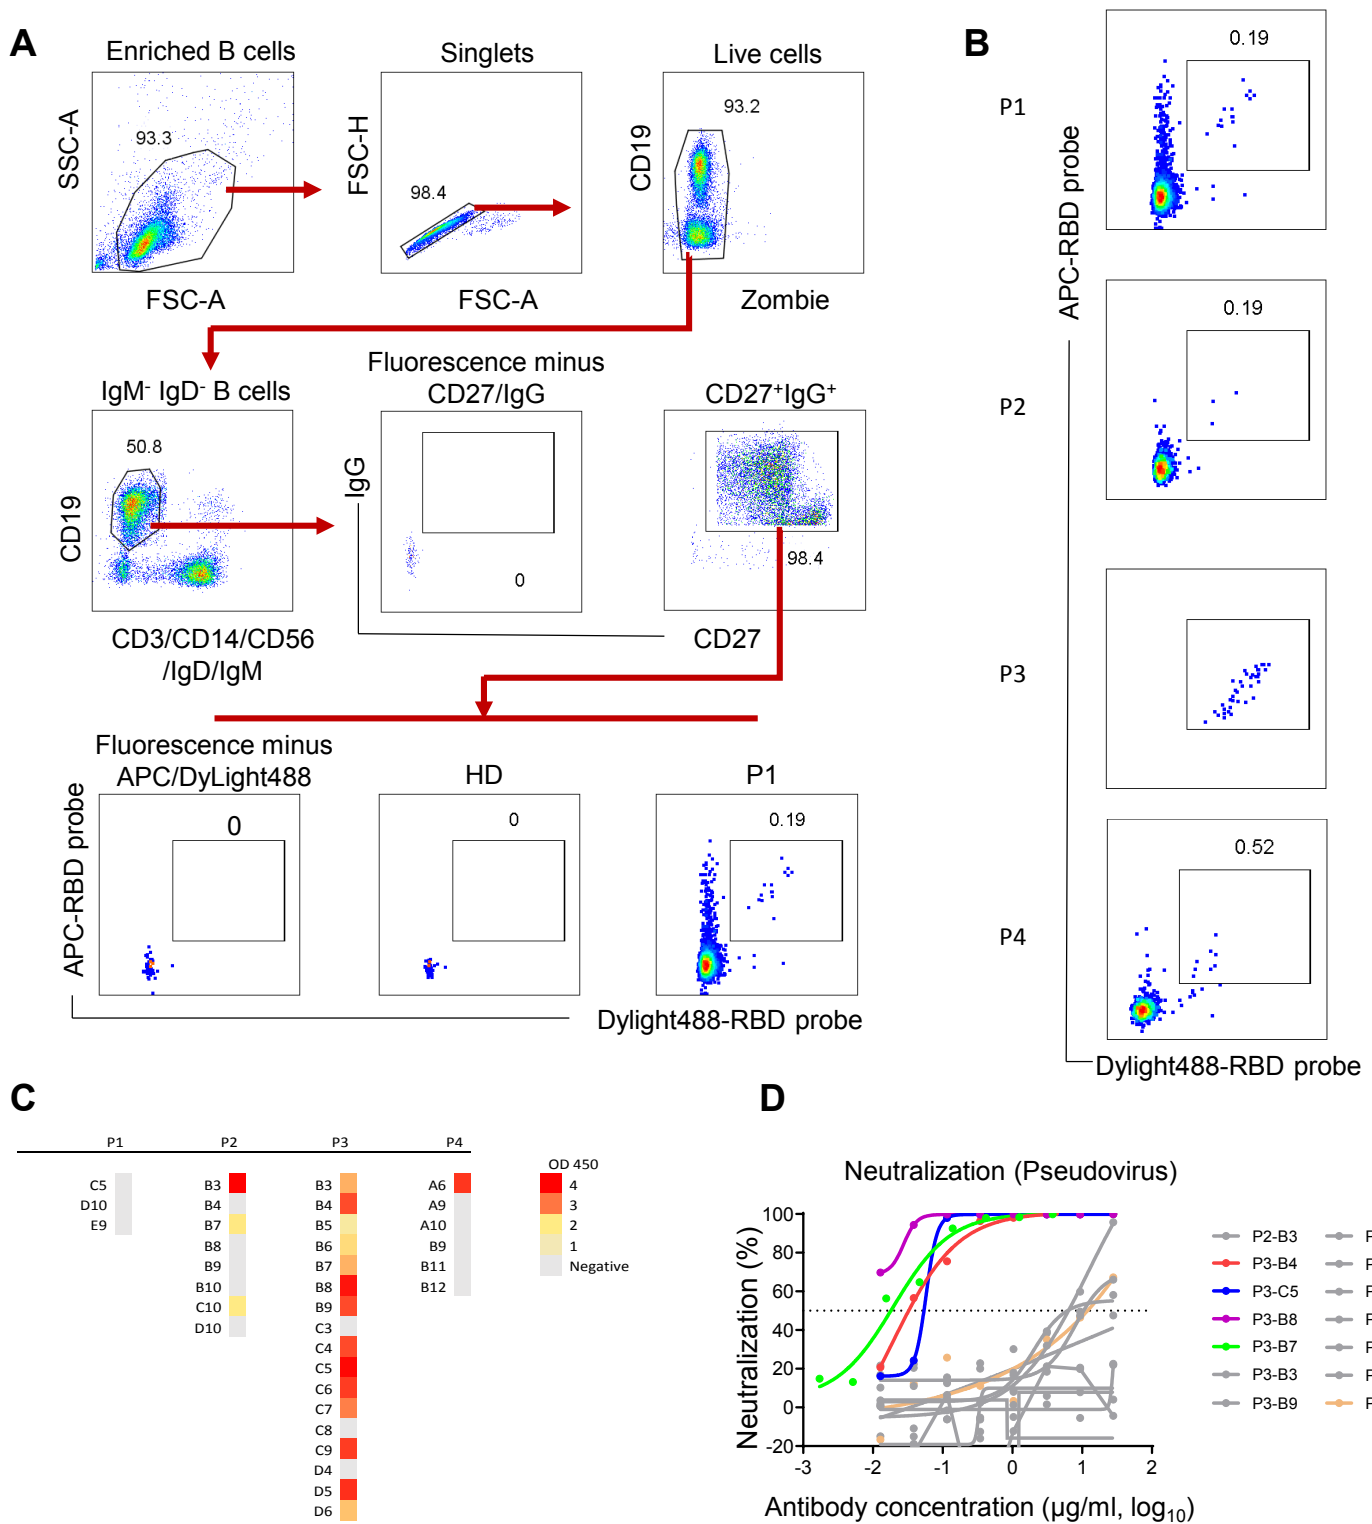 A
Enriched B cells
Singlets
Live cells
SSC-A
93.3
FSC-A
FSC-H
98.4
FSC-A
CD19
93.2
Zombie
IgM- IgD- B cells
Fluorescence minus
CD27/IgG
CD27+IgG+
CD19
50.8
CD3/CD14/CD56
/IgD/IgM
IgG
0
98.4
CD27
Fluorescence minus
APC/DyLight488
HD
P1
APC-RBD probe
0
0
0.19
Dylight488-RBD probe
B
P1
0.19
APC-RBD probe
P2
0.19
P3
P4
0.52
Dylight488-RBD probe
C
P1
P2
P3
P4
C5
D10
E9
B3
B4
B7
B8
B9
B10
C10
D10
B3
B4
B5
B6
B7
B8
B9
C3
C4
C5
C6
C7
C8
C9
D4
D5
D6
A6
A9
A10
B9
B11
B12
OD 450
4
3
2
1
Negative
D
Neutralization (Pseudovirus)
Neutralization (%)
100
80
60
40
20
0
-20
-3
-2
-1
0
1
2
Antibody concentration (µg/ml, log10)
P2-B3
P3-B4
P3-C5
P3-B8
P3-B7
P3-B3
P3-B9
P
P
P
P
P
P
P